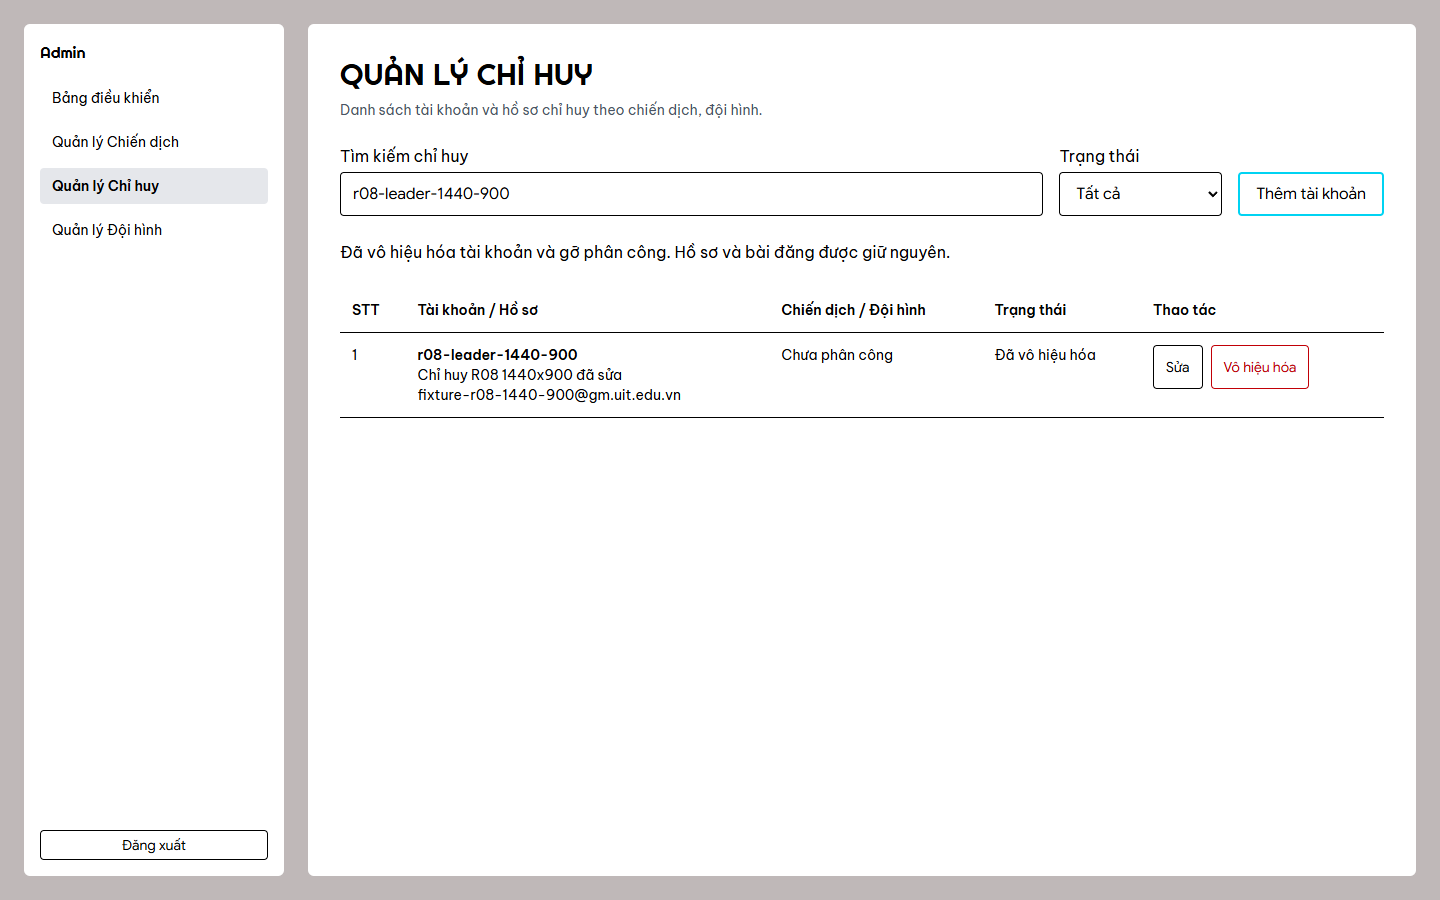 Admin
Bảng điều khiển
Quản lý Chiến dịch
Quản lý Chỉ huy
Quản lý Đội hình
Đăng xuất
QUẢN LÝ CHỈ HUY
Danh sách tài khoản và hồ sơ chỉ huy theo chiến dịch, đội hình.
Tìm kiếm chỉ huy
Trạng thái
r08-leader-1440-900
Tất cả
Thêm tài khoản
Đã vô hiệu hóa tài khoản và gỡ phân công. Hồ sơ và bài đăng được giữ nguyên.
STT Tài khoản / Hồ sơ Chiến dịch / Đội hình Trạng thái Thao tác
1 r08-leader-1440-900 Chưa phân công Đã vô hiệu hóa Sửa Vô hiệu hóa
Chỉ huy R08 1440x900 đã sửa
fixture-r08-1440-900@gm.uit.edu.vn